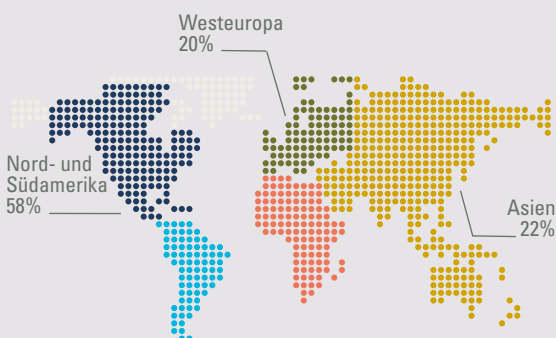 Westeuropa
20%
Nord- und
Südamerika
58%
Asien
22%